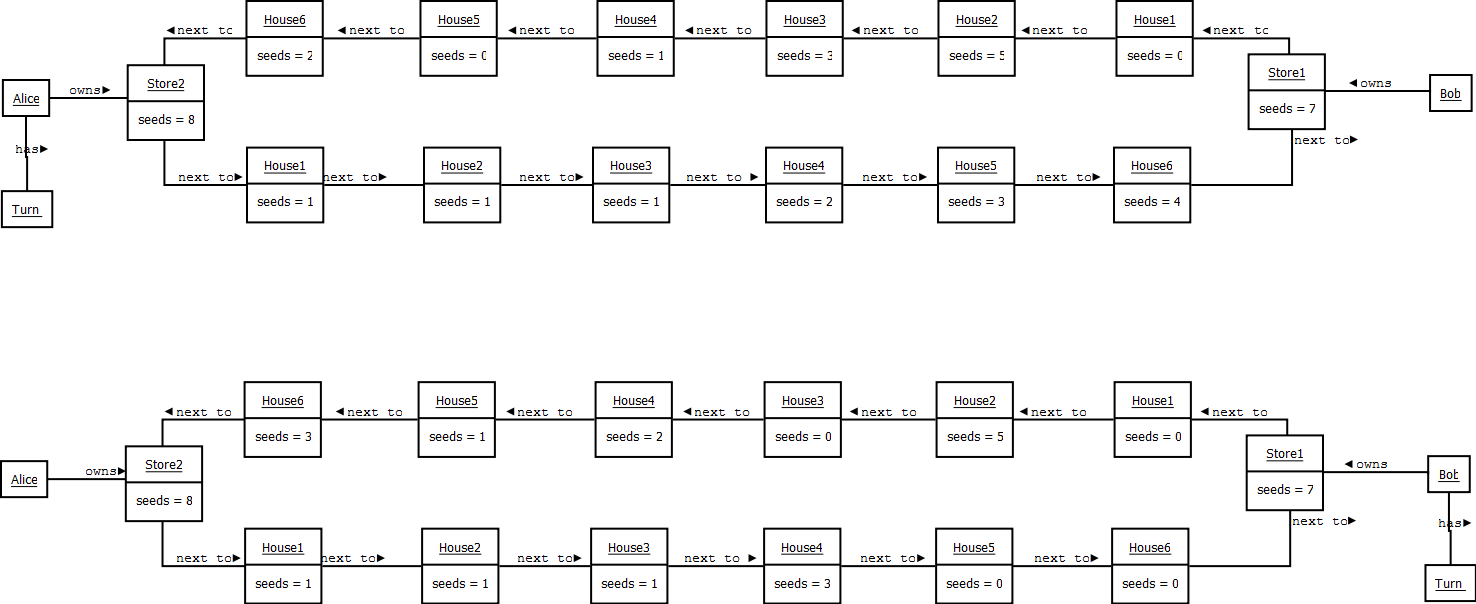 House6 House5 House4 House3 House2 House1
◄next to ◄next to ◄next to ◄next to ◄next to ◄next to ◄next to
seeds = 2 seeds = 0 seeds = 1 seeds = 3 seeds = 5 seeds = 0
Store2 Store1
owns► ◄owns
Alice Bob
seeds = 8 seeds = 7
has► next to►
House1 House2 House3 House4 House5 House6
next to► next to► next to► next to► next to► next to►
seeds = 1 seeds = 1 seeds = 1 seeds = 2 seeds = 3 seeds = 4
Turn
House6 House5 House4 House3 House2 House1
◄next to ◄next to ◄next to ◄next to ◄next to ◄next to ◄next to
seeds = 3 seeds = 1 seeds = 2 seeds = 0 seeds = 5 seeds = 0
Store2 Store1
owns► ◄owns
Alice Bob
seeds = 8 seeds = 7
next to► has►
House1 House2 House3 House4 House5 House6
next to► next to► next to► next to► next to► next to►
seeds = 1 seeds = 1 seeds = 1 seeds = 3 seeds = 0 seeds = 0
Turn